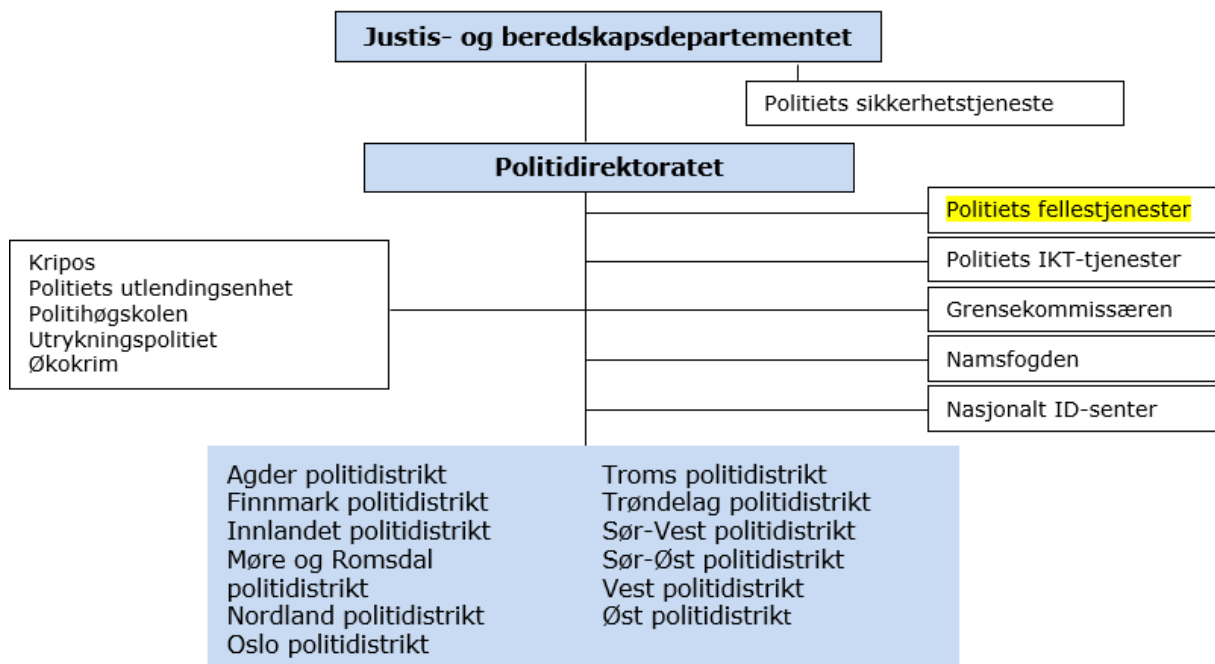 Justis- og beredskapsdepartementet
Politiets sikkerhetstjeneste
Politidirektoratet
Politiets fellestjenester
Politiets IKT-tjenester
Grensekommissæren
Namsfogden
Nasjonalt ID-senter
Kripos
Politiets utlendingsenhet
Politihøgskolen
Utrykningspolitiet
Økokrim
Agder politidistrikt
Finnmark politidistrikt
Innlandet politidistrikt
Møre og Romsdal
politidistrikt
Nordland politidistrikt
Oslo politidistrikt
Troms politidistrikt
Trøndelag politidistrikt
Sør-Vest politidistrikt
Sør-Øst politidistrikt
Vest politidistrikt
Øst politidistrikt